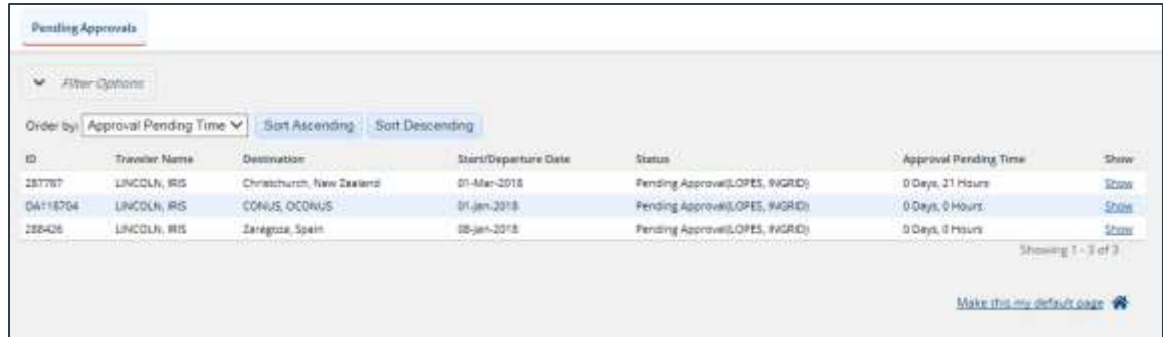 Pending Approvals
Filter Options
Order by: Approval Pending Time Sort Ascending Sort Descending
ID Traveler Name Destination Start/Departure Date Status Approval Pending Time Show
287787 LINCOLN, IRIS Christchurch, New Zealand 01-Mar-2018 Pending Approval(LOPES, INGRID) 0 Days, 21 Hours Show
DA118704 LINCOLN, IRIS CONUS, OCONUS 01-Jan-2018 Pending Approval(LOPES, INGRID) 0 Days, 0 Hours Show
288426 LINCOLN, IRIS Zaragoza, Spain 08-Jan-2018 Pending Approval(LOPES, INGRID) 0 Days, 0 Hours Show
Showing 1 - 3 of 3
Make this my default page